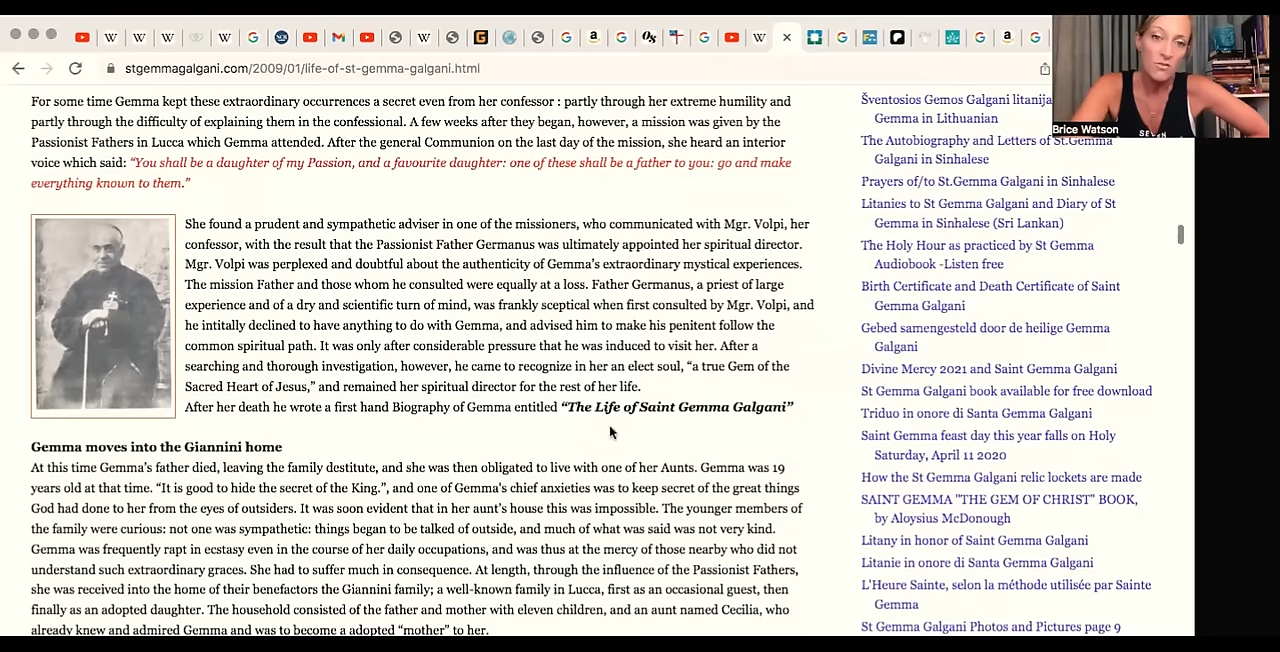 stgemmagalgani.com/2009/01/life-of-st-gemma-galgani.html
For some time Gemma kept these extraordinary occurrences a secret even from her confessor : partly through her extreme humility and
partly through the difficulty of explaining them in the confessional. A few weeks after they began, however, a mission was given by the
Passionist Fathers in Lucca which Gemma attended. After the general Communion on the last day of the mission, she heard an interior
voice which said: “You shall be a daughter of my Passion, and a favourite daughter: one of these shall be a father to you: go and make
everything known to them.”
She found a prudent and sympathetic adviser in one of the missioners, who communicated with Mgr. Volpi, her
confessor, with the result that the Passionist Father Germanus was ultimately appointed her spiritual director.
Mgr. Volpi was perplexed and doubtful about the authenticity of Gemma’s extraordinary mystical experiences.
The mission Father and those whom he consulted were equally at a loss. Father Germanus, a priest of large
experience and of a dry and scientific turn of mind, was frankly sceptical when first consulted by Mgr. Volpi, and
he intitally declined to have anything to do with Gemma, and advised him to make his penitent follow the
common spiritual path. It was only after considerable pressure that he was induced to visit her. After a
searching and thorough investigation, however, he came to recognize in her an elect soul, “a true Gem of the
Sacred Heart of Jesus,” and remained her spiritual director for the rest of her life.
After her death he wrote a first hand Biography of Gemma entitled “The Life of Saint Gemma Galgani”
Gemma moves into the Giannini home
At this time Gemma’s father died, leaving the family destitute, and she was then obligated to live with one of her Aunts. Gemma was 19
years old at that time. “It is good to hide the secret of the King.”, and one of Gemma's chief anxieties was to keep secret of the great things
God had done to her from the eyes of outsiders. It was soon evident that in her aunt’s house this was impossible. The younger members of
the family were curious: not one was sympathetic: things began to be talked of outside, and much of what was said was not very kind.
Gemma was frequently rapt in ecstasy even in the course of her daily occupations, and was thus at the mercy of those nearby who did not
understand such extraordinary graces. She had to suffer much in consequence. At length, through the influence of the Passionist Fathers,
she was received into the home of their benefactors the Giannini family; a well-known family in Lucca, first as an occasional guest, then
finally as an adopted daughter. The household consisted of the father and mother with eleven children, and an aunt named Cecilia, who
already knew and admired Gemma and was to become a adopted “mother” to her.
Šventosios Gemos Galgani litanija
Gemma in Lithuanian
The Autobiography and Letters of St.Gemma
Galgani in Sinhalese
Prayers of/to St.Gemma Galgani in Sinhalese
Litanies to St Gemma Galgani and Diary of St
Gemma in Sinhalese (Sri Lankan)
The Holy Hour as practiced by St Gemma
Audiobook -Listen free
Birth Certificate and Death Certificate of Saint
Gemma Galgani
Gebed samengesteld door de heilige Gemma
Galgani
Divine Mercy 2021 and Saint Gemma Galgani
St Gemma Galgani book available for free download
Triduo in onore di Santa Gemma Galgani
Saint Gemma feast day this year falls on Holy
Saturday, April 11 2020
How the St Gemma Galgani relic lockets are made
SAINT GEMMA "THE GEM OF CHRIST" BOOK,
by Aloysius McDonough
Litany in honor of Saint Gemma Galgani
Litanie in onore di Santa Gemma Galgani
L'Heure Sainte, selon la méthode utilisée par Sainte
Gemma
St Gemma Galgani Photos and Pictures page 9
Brice Watson